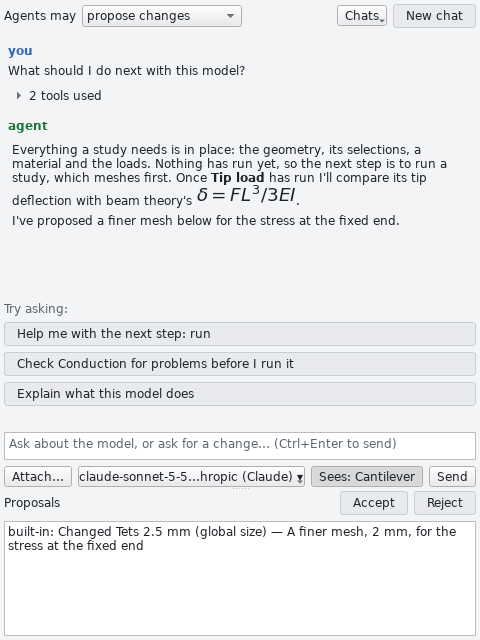 Agents may propose changes Chats New chat
you
What should I do next with this model?
2 tools used
agent
Everything a study needs is in place: the geometry, its selections, a
material and the loads. Nothing has run yet, so the next step is to run a
study, which meshes first. Once Tip load has run I'll compare its tip
deflection with beam theory's δ = FL³/3EI.
I've proposed a finer mesh below for the stress at the fixed end.
Try asking:
Help me with the next step: run
Check Conduction for problems before I run it
Explain what this model does
Ask about the model, or ask for a change... (Ctrl+Enter to send)
Attach... claude-sonnet-5-5...hropic (Claude) Sees: Cantilever Send
Proposals Accept Reject
built-in: Changed Tets 2.5 mm (global size) — A finer mesh, 2 mm, for the
stress at the fixed end